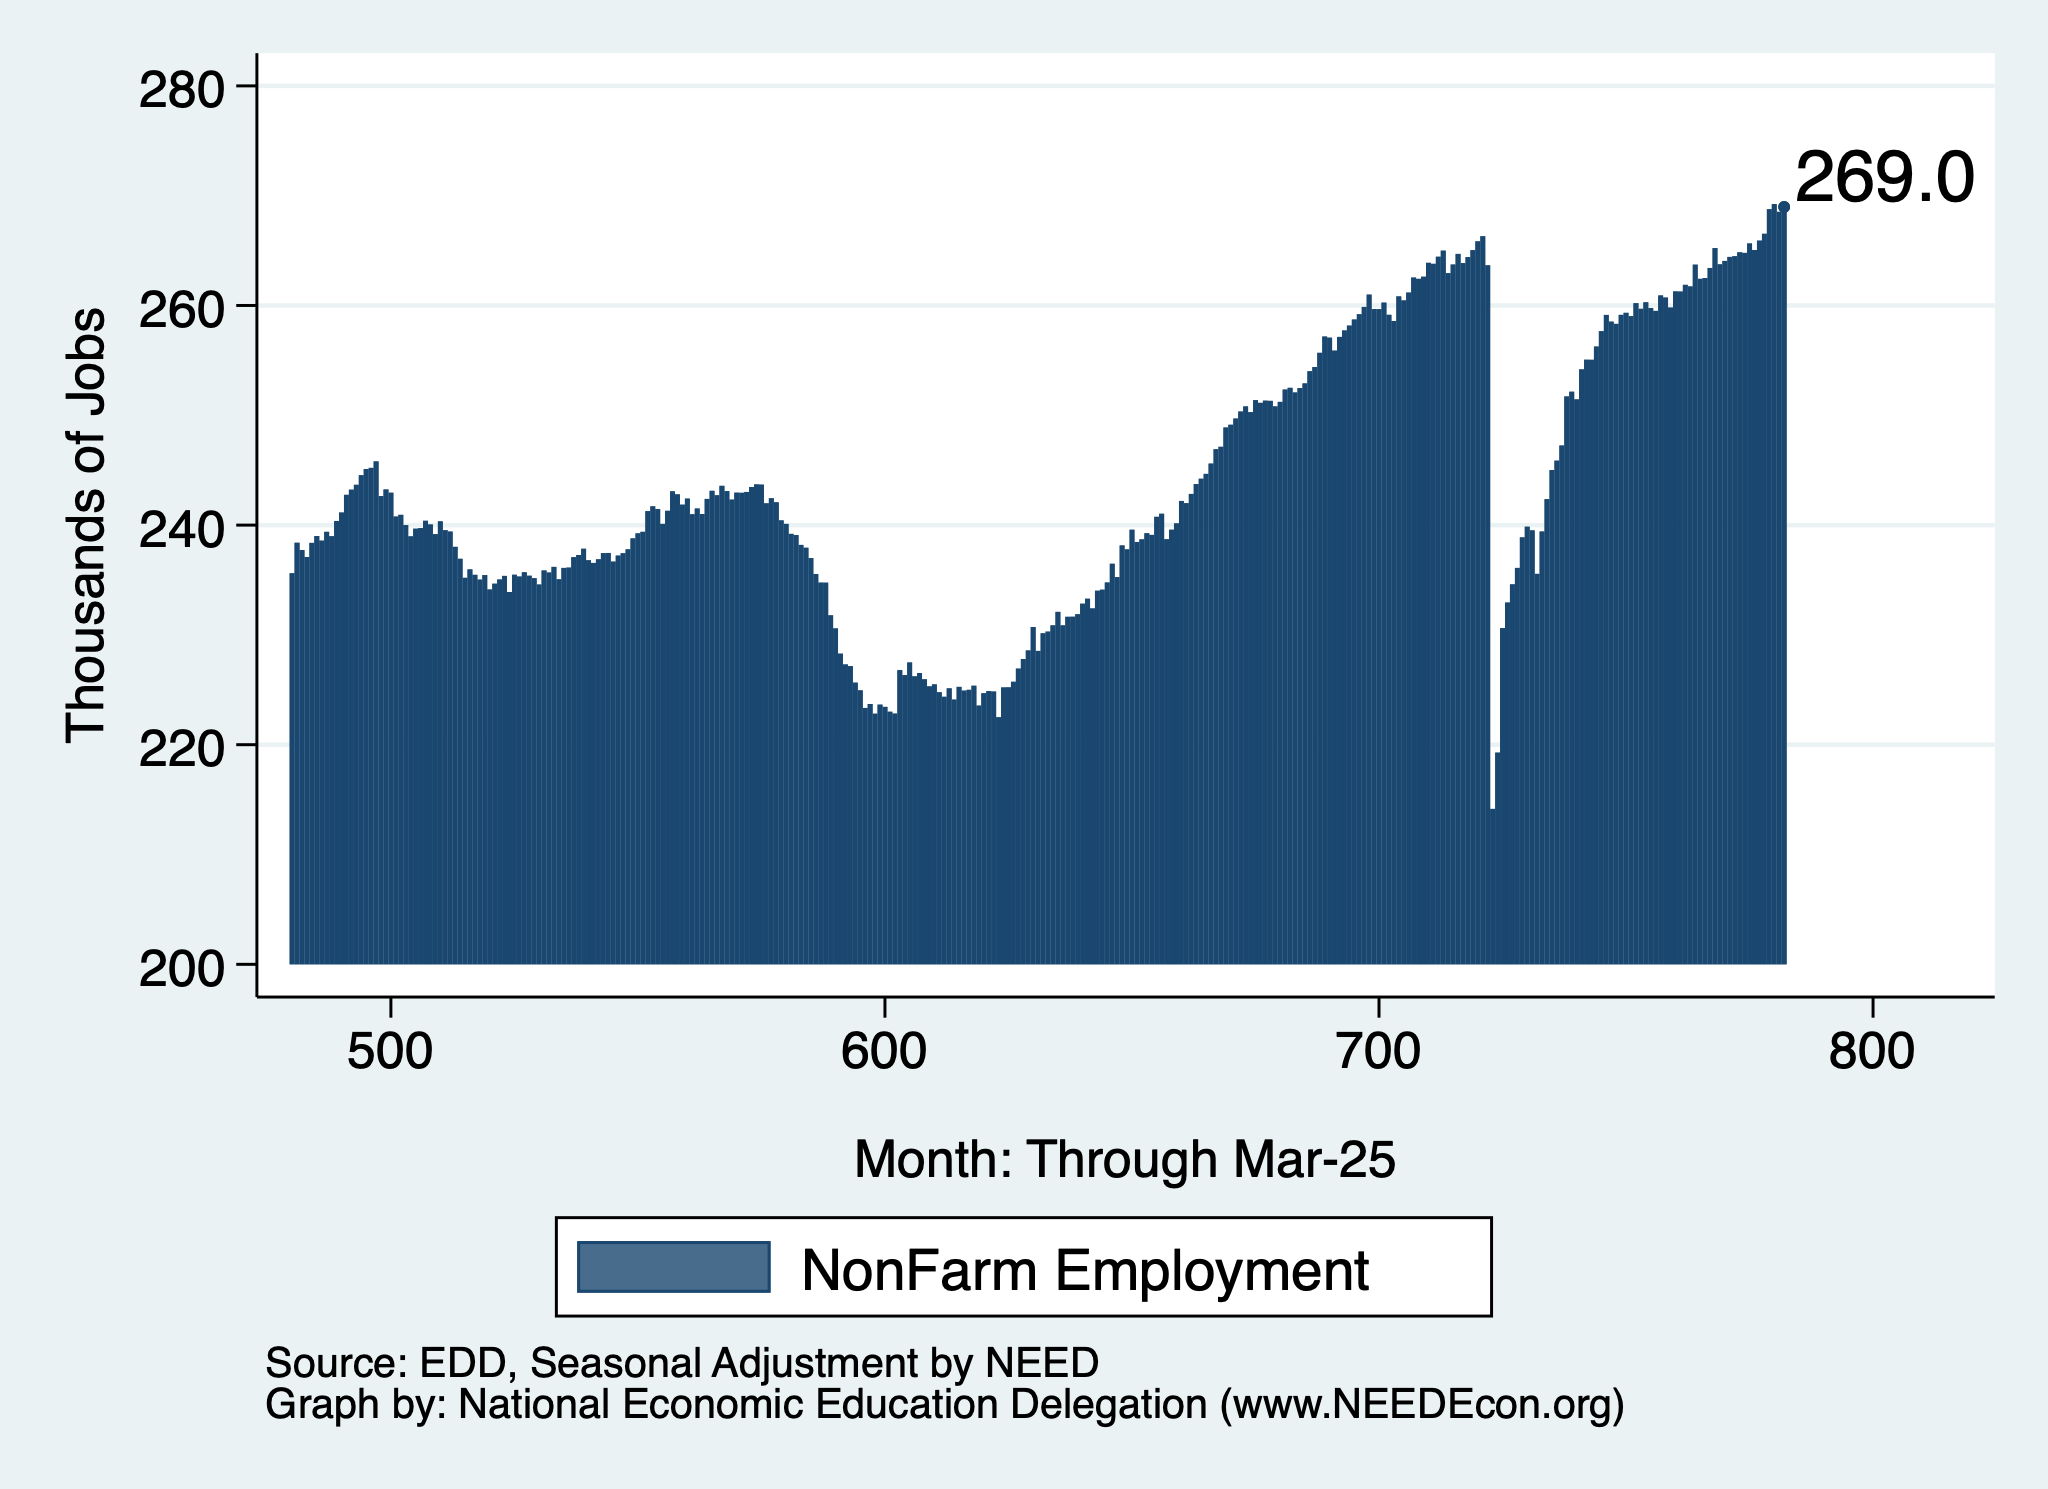 280
269.0
260
240
220
200
Thousands of Jobs
500 600 700 800
Month: Through Mar-25
NonFarm Employment
Source: EDD, Seasonal Adjustment by NEED
Graph by: National Economic Education Delegation (www.NEEDEcon.org)